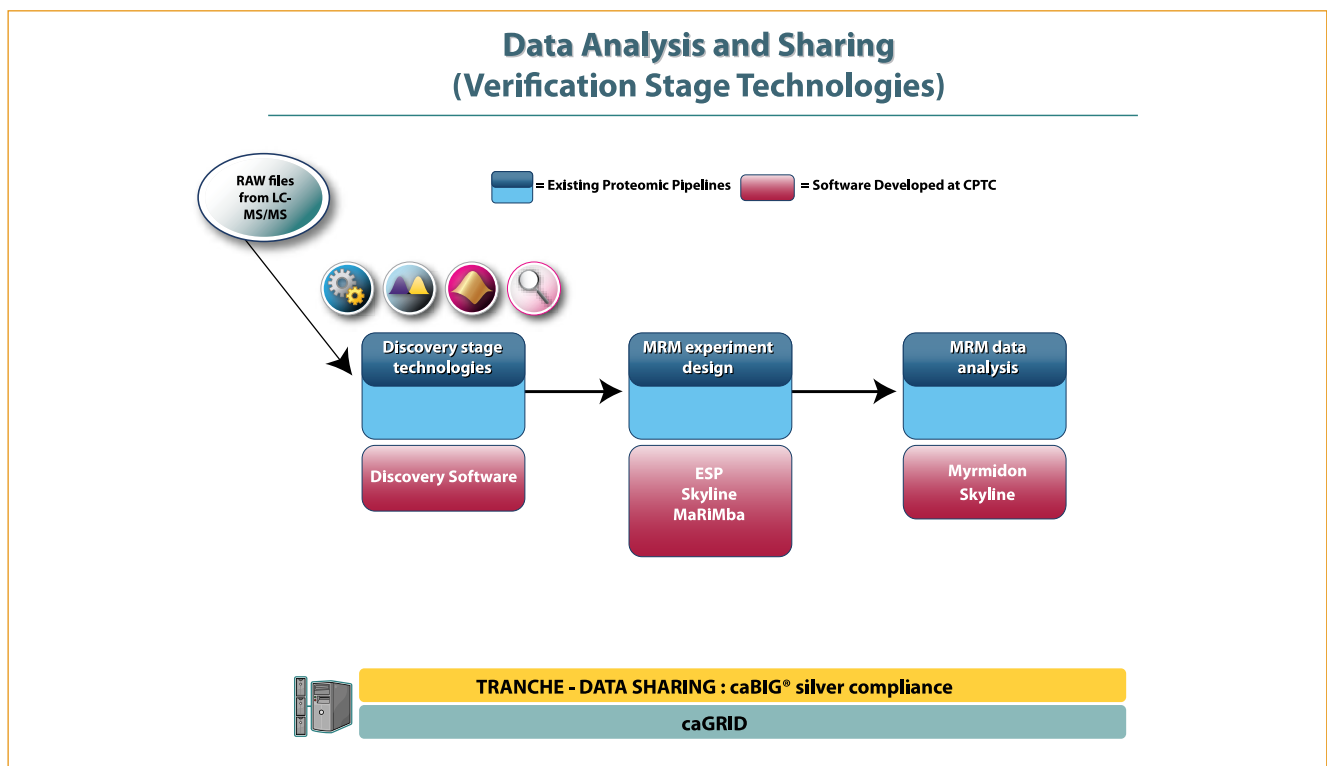 Data Analysis and Sharing
(Verification Stage Technologies)
RAW files
from LC-
MS/MS
= Existing Proteomic Pipelines
= Software Developed at CPTC
Discovery stage
technologies
MRM experiment
design
MRM data
analysis
Discovery Software
ESP
Skyline
MaRiMba
Myrmidon
Skyline
TRANCHE - DATA SHARING : caBIG® silver compliance
caGRID